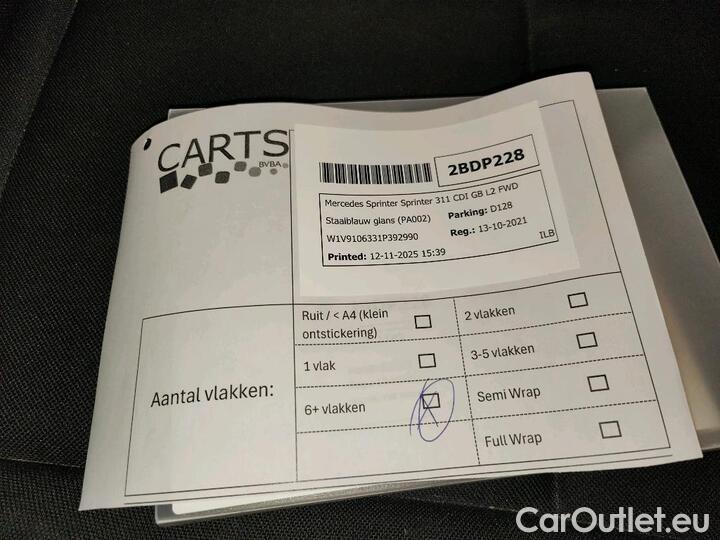 CARTS
BVBA
2BDP228
Mercedes Sprinter Sprinter 311 CDI GB L2 FWD
Staalblauw glans (PA002) Parking: D128
W1V9106331P392990 Reg.: 13-10-2021
Printed: 12-11-2025 15:39 ILB
Aantal vlakken:
Ruit / < A4 (klein
ontstickering)
2 vlakken
1 vlak
3-5 vlakken
6+ vlakken
Semi Wrap
Full Wrap
CarOutlet.eu